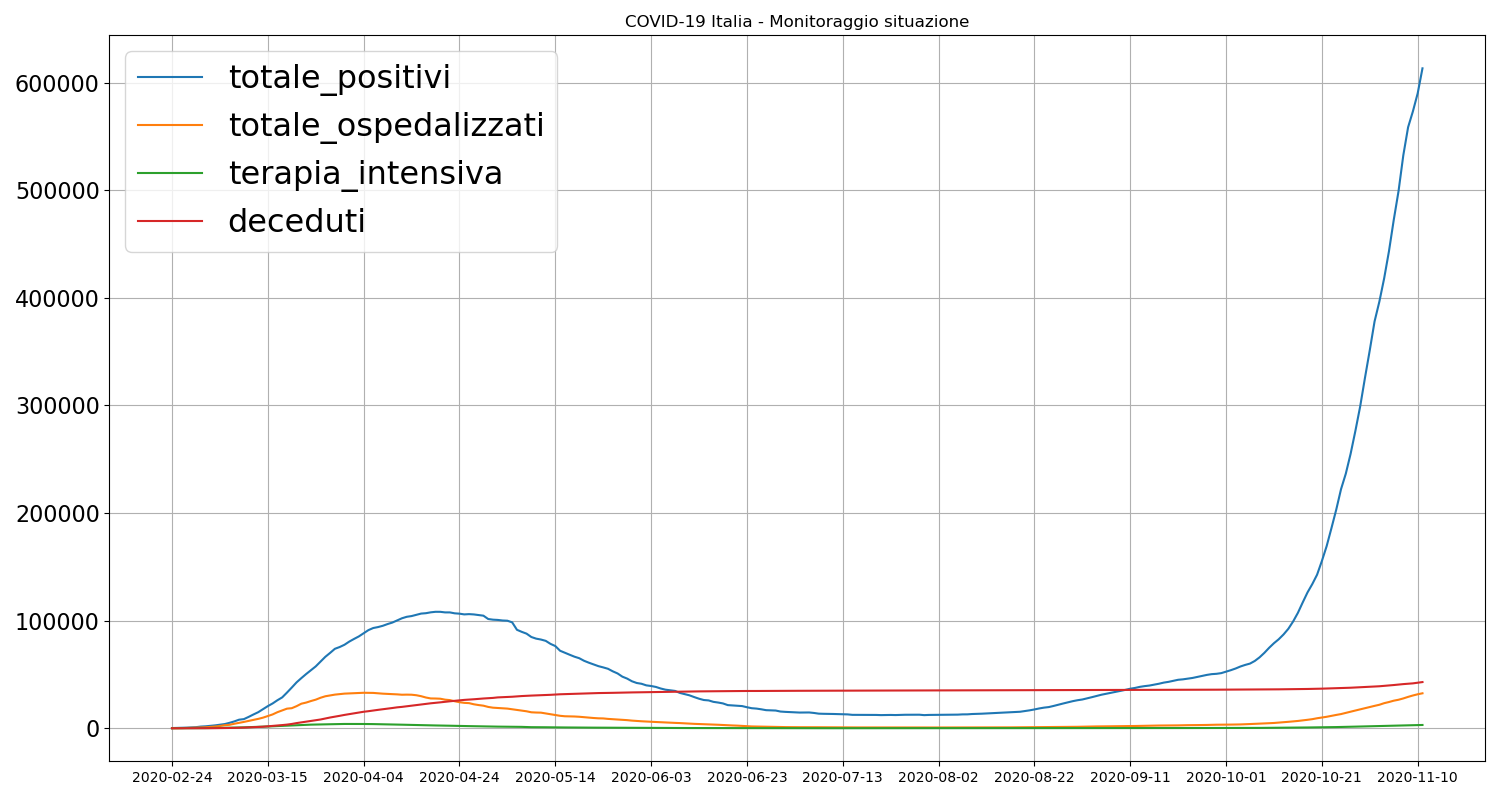 COVID-19 Italia - Monitoraggio situazione
totale_positivi
totale_ospedalizzati
terapia_intensiva
deceduti
600000
500000
400000
300000
200000
100000
0
2020-02-24 2020-03-15 2020-04-04 2020-04-24 2020-05-14 2020-06-03 2020-06-23 2020-07-13 2020-08-02 2020-08-22 2020-09-11 2020-10-01 2020-10-21 2020-11-10